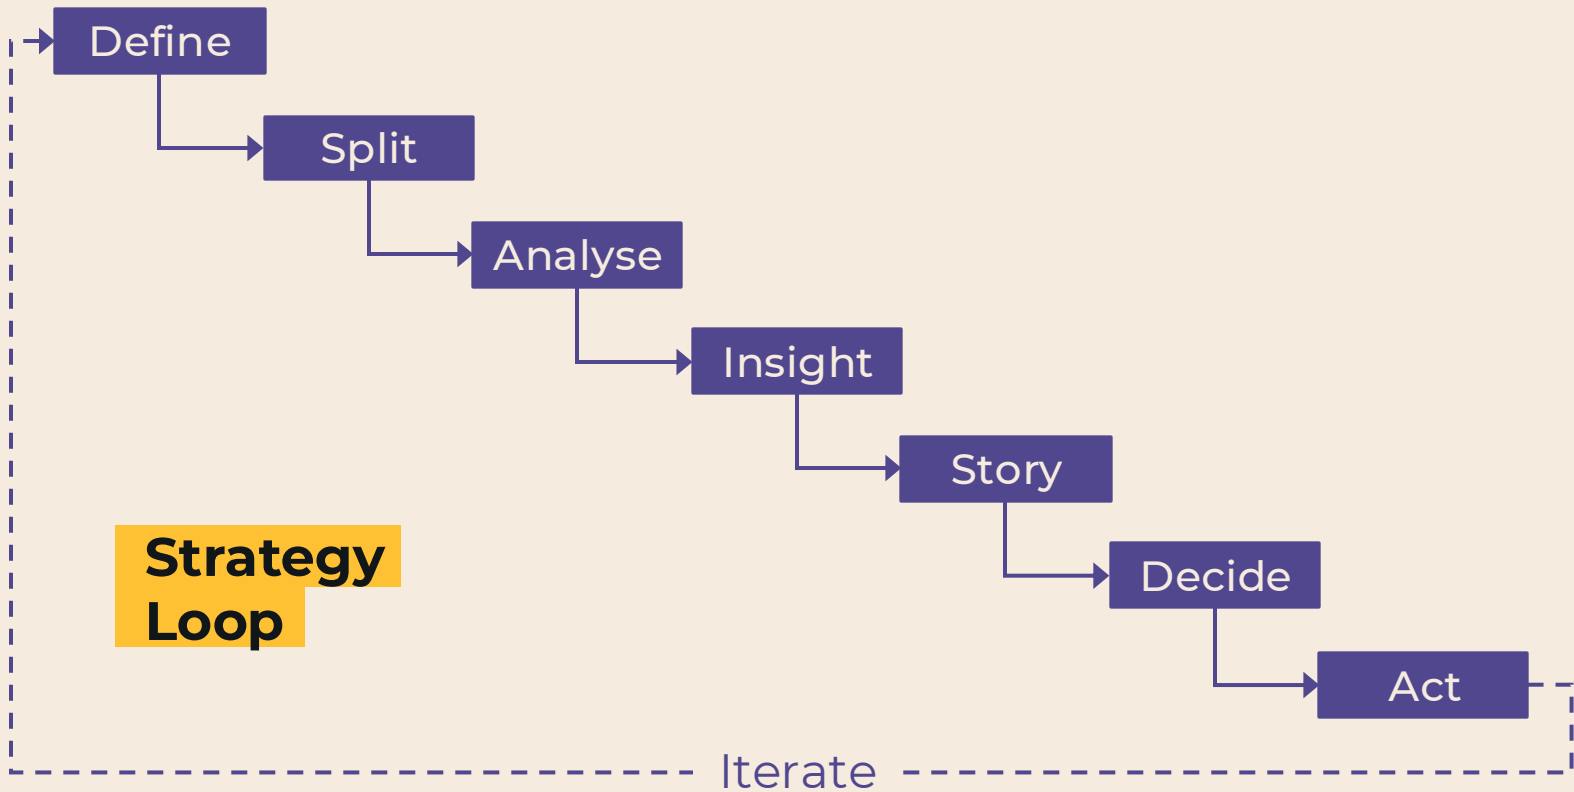 Define
Split
Analyse
Insight
Story
Decide
Act
Strategy
Loop
Iterate